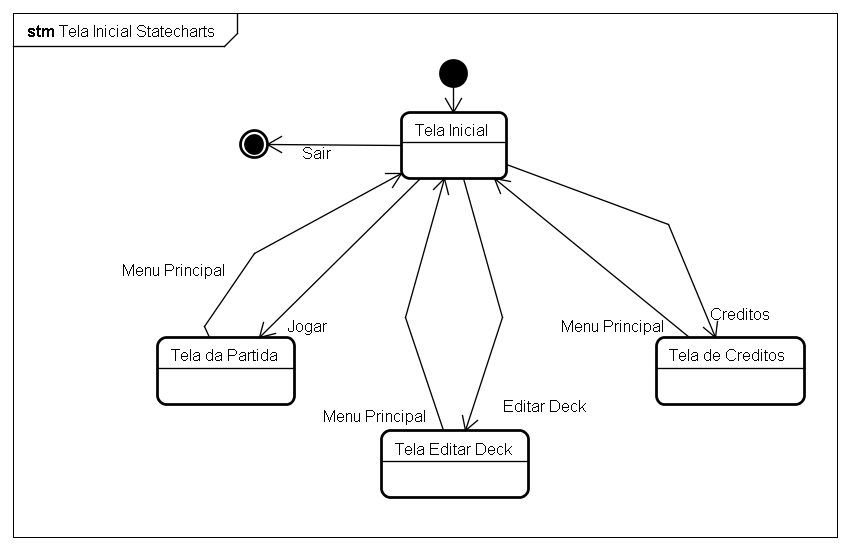 stm Tela Inicial Statecharts
Tela Inicial
Sair
Menu Principal
Jogar
Menu Principal
Creditos
Tela da Partida
Tela de Creditos
Menu Principal
Editar Deck
Tela Editar Deck